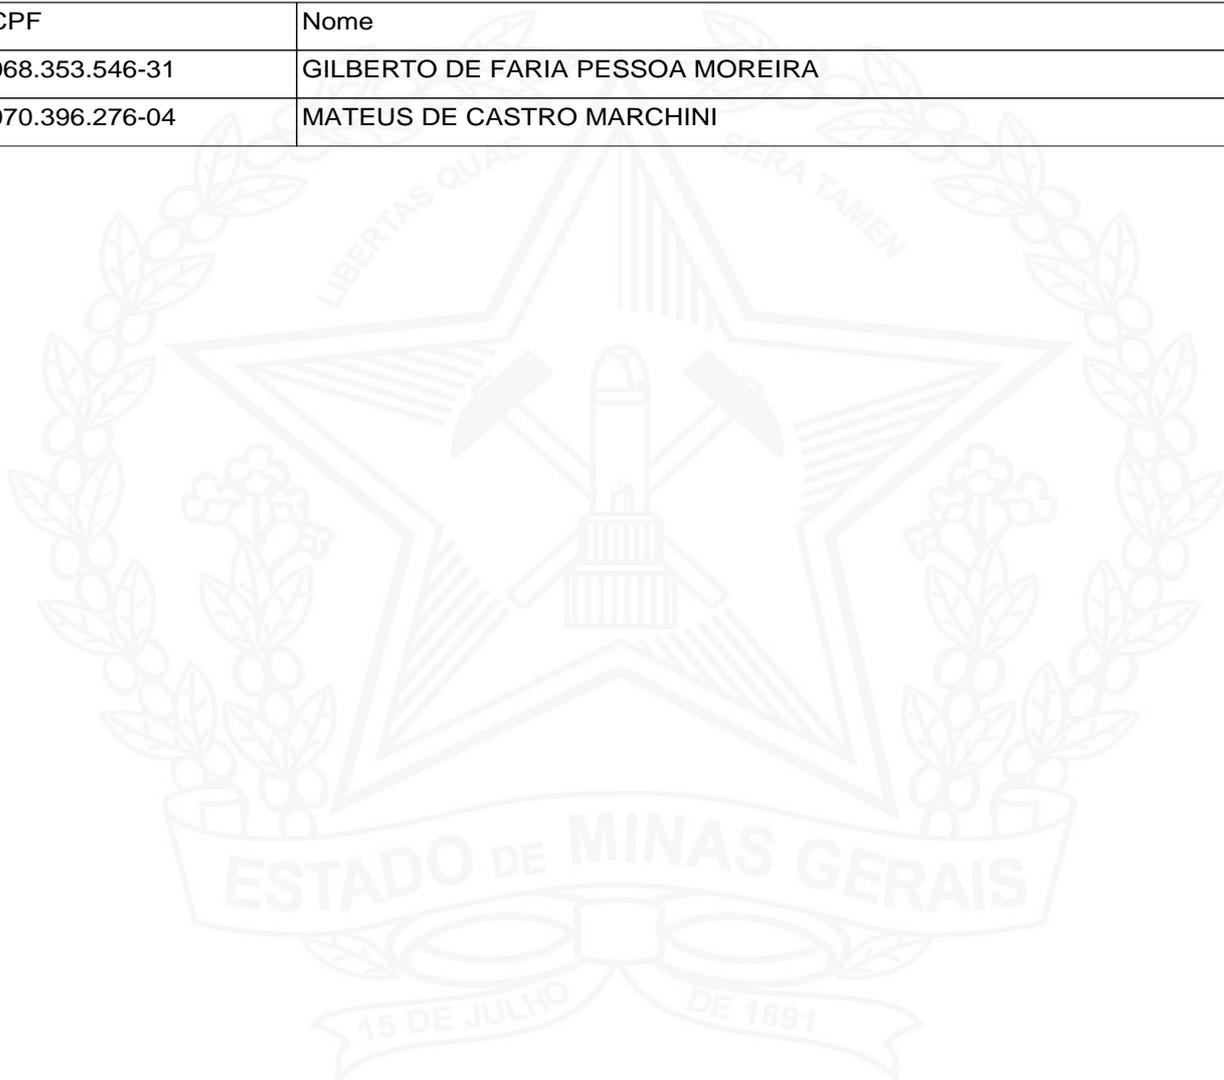 CPF Nome
068.353.546-31 GILBERTO DE FARIA PESSOA MOREIRA
070.396.276-04 MATEUS DE CASTRO MARCHINI
LIBERTAS QUAE SERA TAMEN
ESTADO DE MINAS GERAIS
15 DE JULHO DE 1891